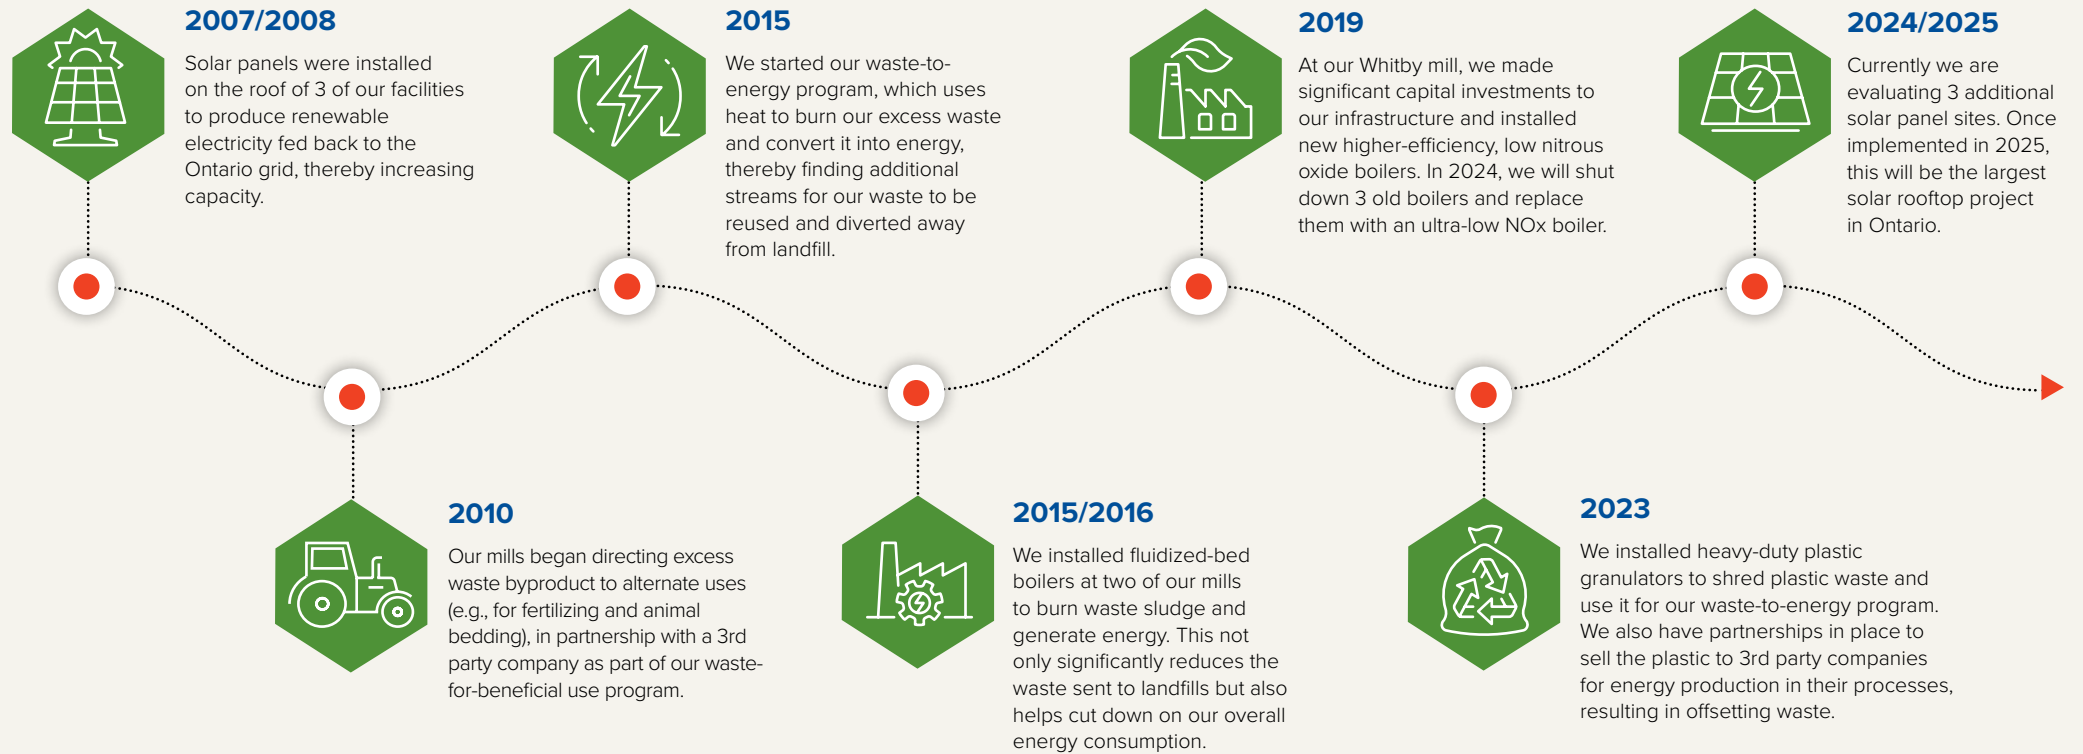 2007/2008
Solar panels were installed
on the roof of 3 of our facilities
to produce renewable
electricity fed back to the
Ontario grid, thereby increasing
capacity.
2010
Our mills began directing excess
waste byproduct to alternate uses
(e.g., for fertilizing and animal
bedding), in partnership with a 3rd
party company as part of our waste-
for-beneficial use program.
2015
We started our waste-to-
energy program, which uses
heat to burn our excess waste
and convert it into energy,
thereby finding additional
streams for our waste to be
reused and diverted away
from landfill.
2015/2016
We installed fluidized-bed
boilers at two of our mills
to burn waste sludge and
generate energy. This not
only significantly reduces the
waste sent to landfills but also
helps cut down on our overall
energy consumption.
2019
At our Whitby mill, we made
significant capital investments to
our infrastructure and installed
new higher-efficiency, low nitrous
oxide boilers. In 2024, we will shut
down 3 old boilers and replace
them with an ultra-low NOx boiler.
2023
We installed heavy-duty plastic
granulators to shred plastic waste and
use it for our waste-to-energy program.
We also have partnerships in place to
sell the plastic to 3rd party companies
for energy production in their processes,
resulting in offsetting waste.
2024/2025
Currently we are
evaluating 3 additional
solar panel sites. Once
implemented in 2025,
this will be the largest
solar rooftop project
in Ontario.